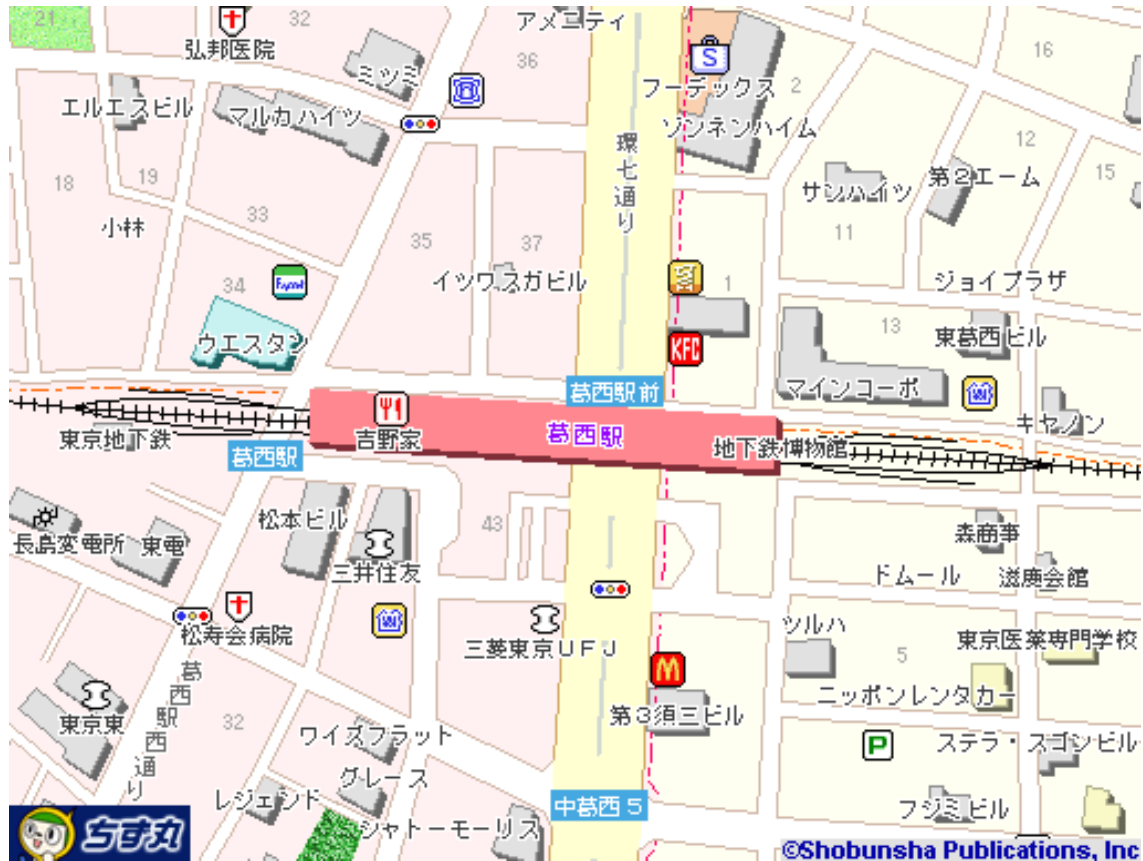 21
32
アメニティ
弘邦医院
36
S
16
ミツミ
フーデックス
2
エルエスビル
マルカハイツ
ゾンネンハイム
12
環七通り
18
19
サンハイツ
第2エーム
15
33
小林
35
37
11
34
イツワスガビル
1
ジョイプラザ
13
東葛西ビル
ウエスタン
KFC
葛西駅前
マインコーポ
キヤノン
東京地下鉄
吉野家
葛西駅
地下鉄博物館
葛西駅
松本ビル
43
長島変電所
東電
森商事
三井住友
ドムール
滋鹿会館
松寿会病院
三菱東京UFJ
ツルハ
東京医薬専門学校
5
M
葛西駅西通り
ニッポンレンタカー
東京東
32
第3須三ビル
ワイズフラット
P
ステラ・スゴンビル
グレース
レジェンド
中葛西5
フジミビル
シャトーモーリス
ちず丸
©Shobunsha Publications, Inc